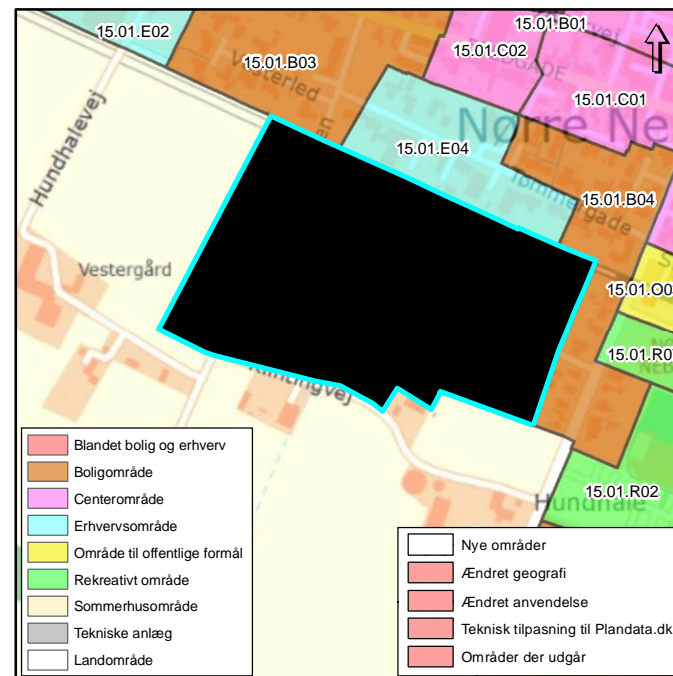 15.01.E02
15.01.B03
15.01.B01
15.01.C02
15.01.C01
Vesterled
Nørre Ne
15.01.E04
Tømmergade
15.01.B04
Hundhalevej
Vestergård
15.01.O03
15.01.R0
NEB
Klintingvej
15.01.R02
Hundhale
Blandet bolig og erhverv
Boligområde
Centerområde
Erhvervsområde
Område til offentlige formål
Rekreativt område
Sommerhusområde
Tekniske anlæg
Landområde
Nye områder
Ændret geografi
Ændret anvendelse
Teknisk tilpasning til Plandata.dk
Områder der udgår